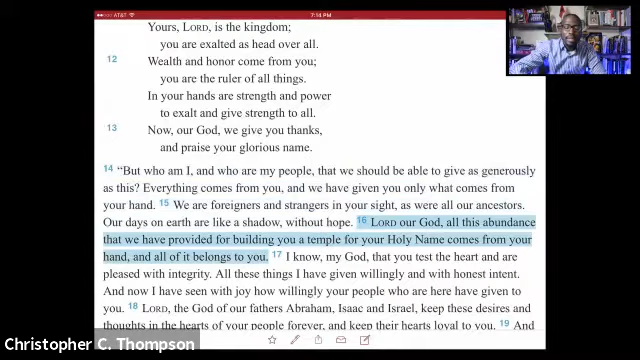 AT&T
7:14 PM
Yours, LORD, is the kingdom;
you are exalted as head over all.
12 Wealth and honor come from you;
you are the ruler of all things.
In your hands are strength and power
to exalt and give strength to all.
13 Now, our God, we give you thanks,
and praise your glorious name.
14 “But who am I, and who are my people, that we should be able to give as generously
as this? Everything comes from you, and we have given you only what comes from
your hand. 15 We are foreigners and strangers in your sight, as were all our ancestors.
Our days on earth are like a shadow, without hope. 16 LORD our God, all this abundance
that we have provided for building you a temple for your Holy Name comes from your
hand, and all of it belongs to you. 17 I know, my God, that you test the heart and are
pleased with integrity. All these things I have given willingly and with honest intent.
And now I have seen with joy how willingly your people who are here have given to
you. 18 LORD, the God of our fathers Abraham, Isaac and Israel, keep these desires and
thoughts in the hearts of your people forever, and keep their hearts loyal to you. 19 And
Christopher C. Thompson